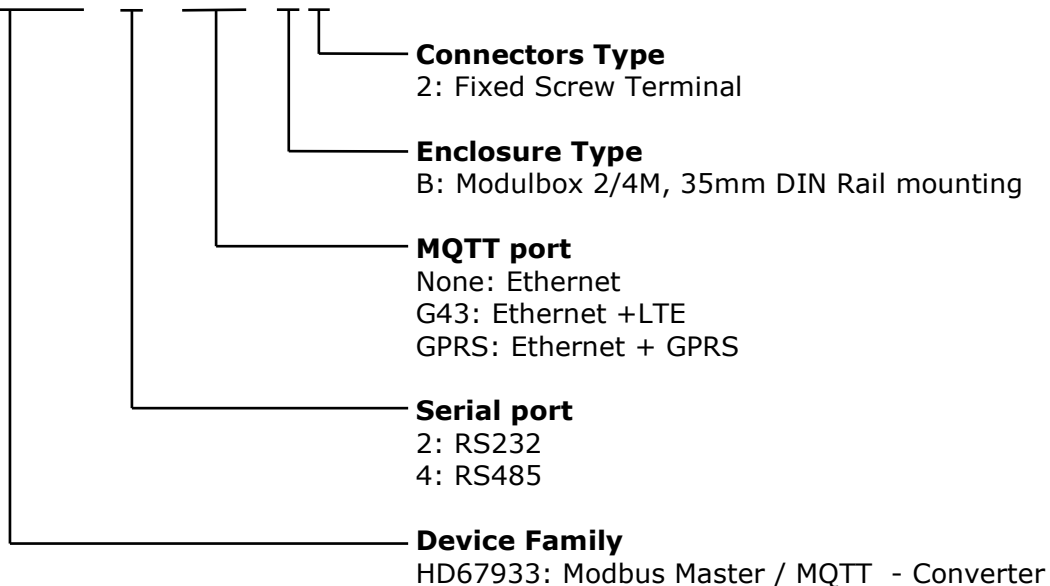 Connectors Type
2: Fixed Screw Terminal
Enclosure Type
B: Modulbox 2/4M, 35mm DIN Rail mounting
MQTT port
None: Ethernet
G43: Ethernet +LTE
GPRS: Ethernet + GPRS
Serial port
2: RS232
4: RS485
Device Family
HD67933: Modbus Master / MQTT - Converter